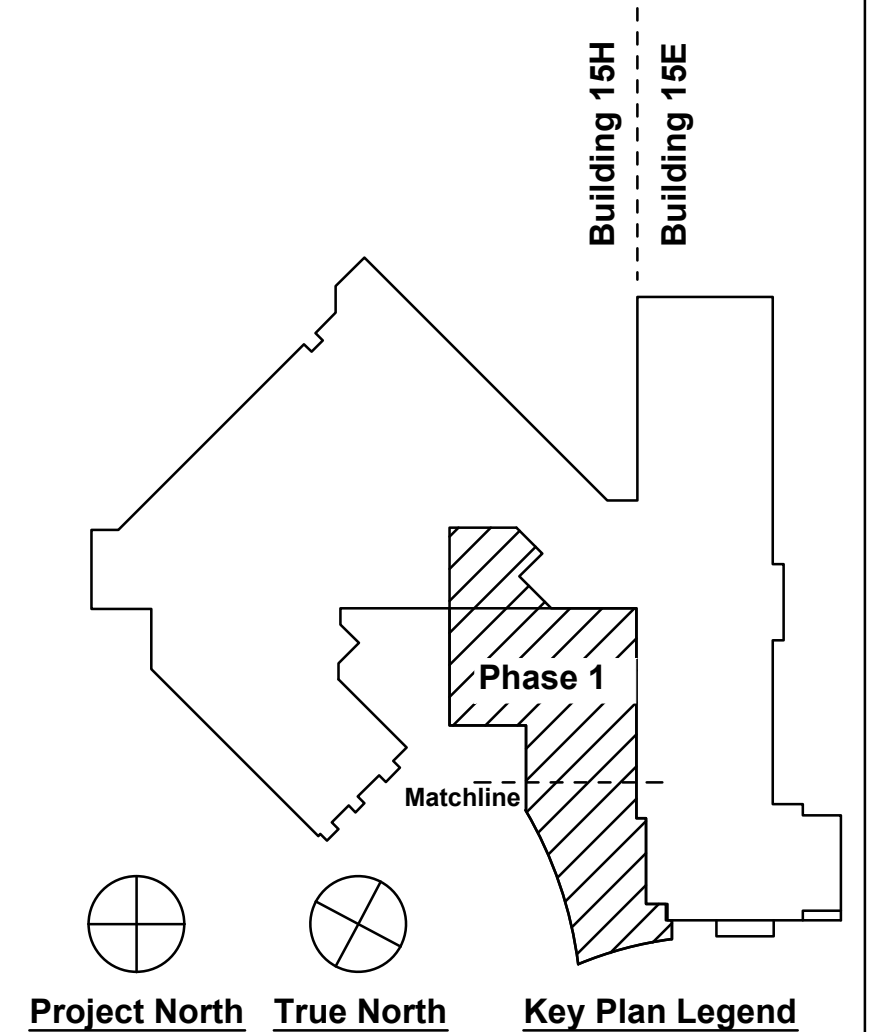 Building 15H
Building 15E
Phase 1
Matchline
Project North
True North
Key Plan Legend